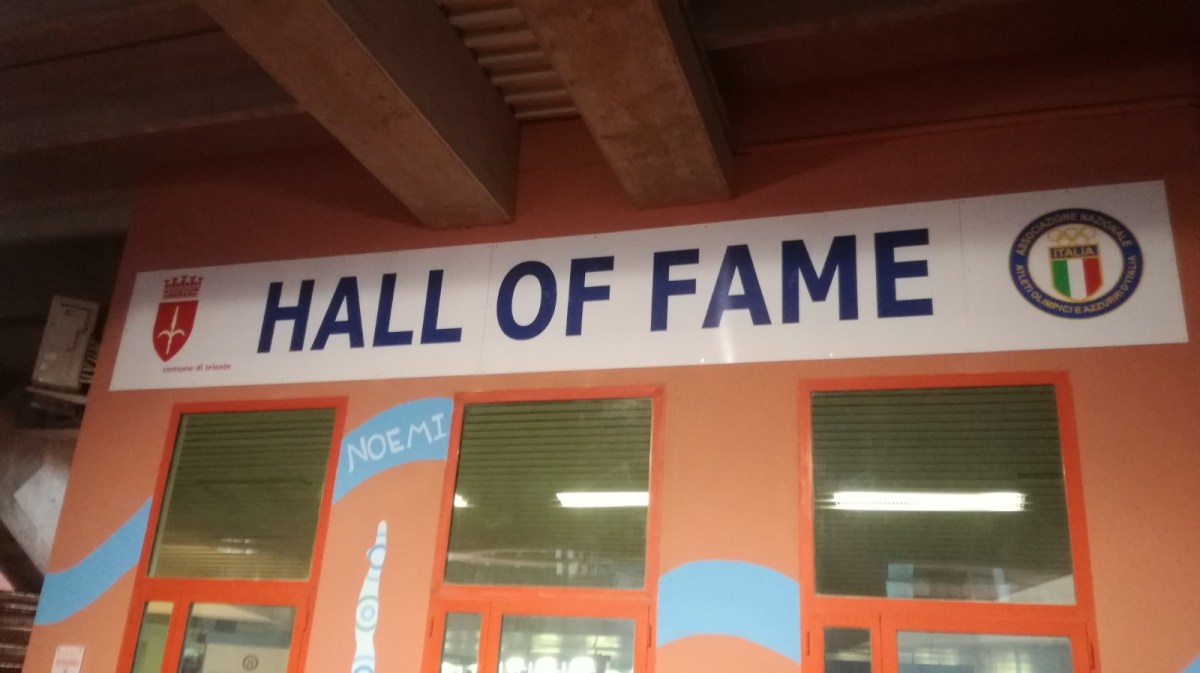 HALL OF FAME
comune di trieste
ASSOCIAZIONE NAZIONALE
ITALIA
ATLETI OLIMPICI E AZZURRI D'ITALIA
NOEMI